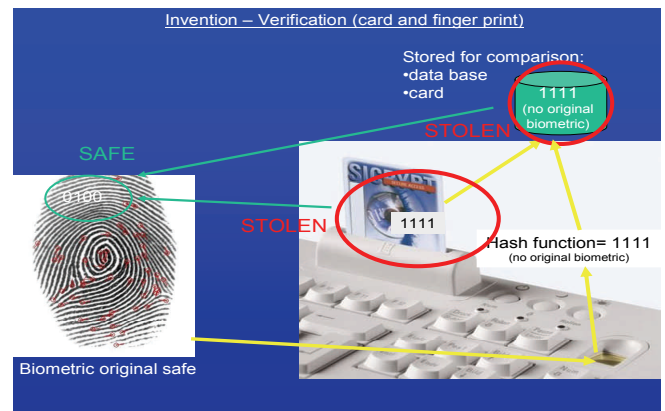 Invention – Verification (card and finger print)
Stored for comparison:
•data base
•card
1111
(no original
biometric)
STOLEN
SAFE
0100
SICRYPT
STOLEN
1111
Hash function= 1111
(no original biometric)
Biometric original safe